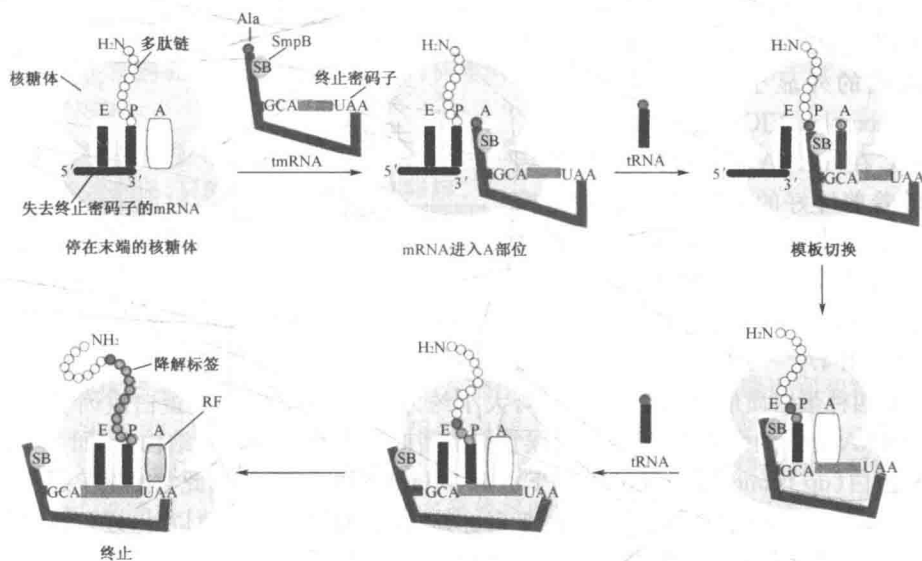 H₂N
多肽链
核糖体
E P A
5′
3′
失去终止密码子的mRNA
停在末端的核糖体
Ala
SmpB
SB
终止密码子
GCA
UAA
tmRNA
H₂N
E P A
SB
5′
3′
GCA
UAA
mRNA进入A部位
tRNA
H₂N
E P A
SB
5′
3′
GCA
UAA
模板切换
NH₂
降解标签
RF
E P A
SB
GCA
UAA
终止
H₂N
E P A
SB
GCA
UAA
tRNA
H₂N
E P A
SB
GCA
UAA